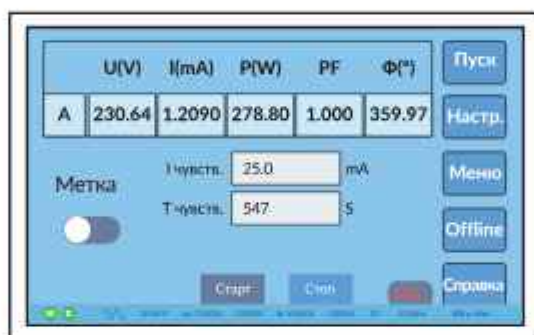 U(V) I(mA) P(W) PF Φ(°)
A 230.64 1.2090 278.80 1.000 359.97
Метка
I чувств. 25.0 mA
T чувств. 547 S
Старт Стоп
Пуск
Настр.
Меню
Offline
Справка